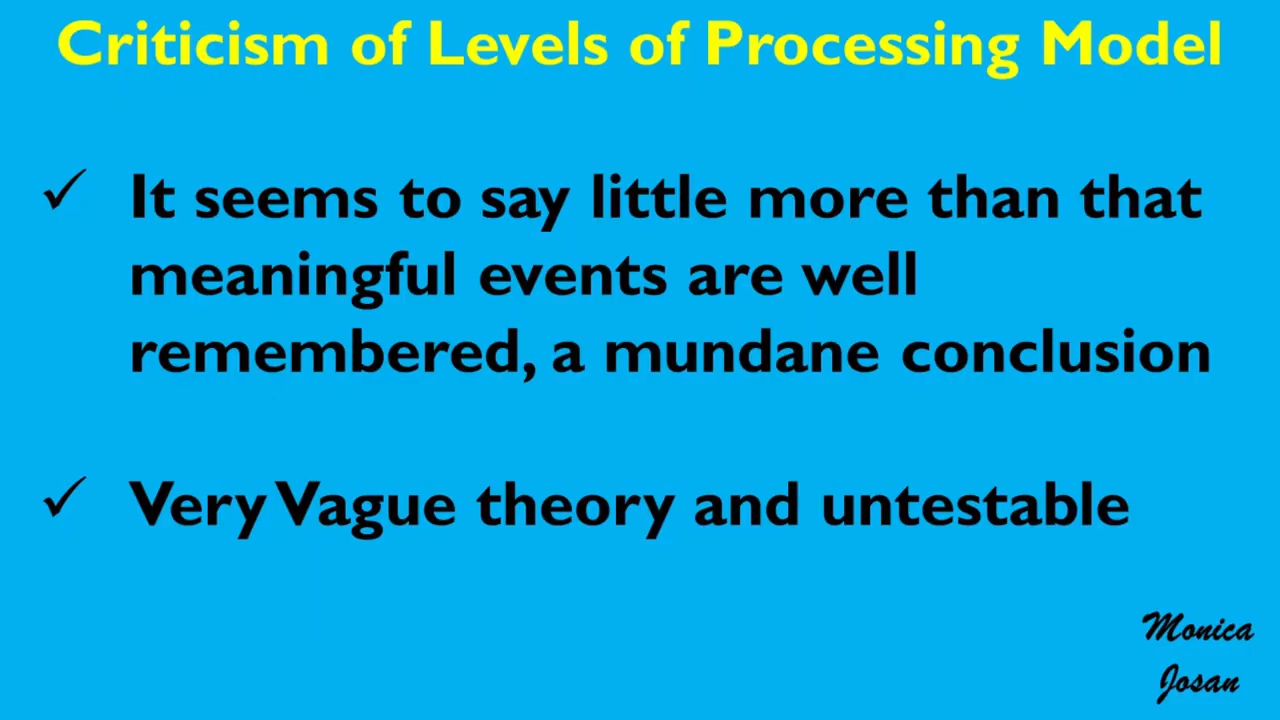 Criticism of Levels of Processing Model
✓ It seems to say little more than that
meaningful events are well
remembered, a mundane conclusion
✓ Very Vague theory and untestable
Monica
Josan